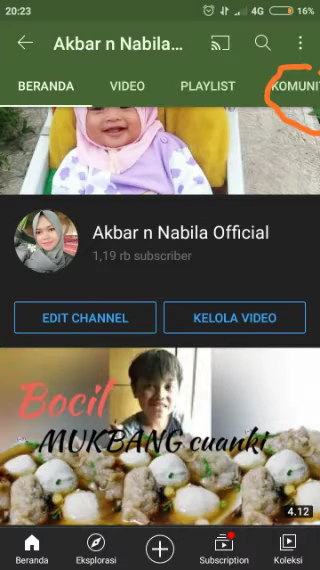 20:23
4G
16%
Akbar n Nabila...
BERANDA
VIDEO
PLAYLIST
KOMUNI
Akbar n Nabila Official
1,19 rb subscriber
EDIT CHANNEL
KELOLA VIDEO
Bocil
MUKBANG cuanki
4.12
Beranda
Eksplorasi
Subscription
Koleksi